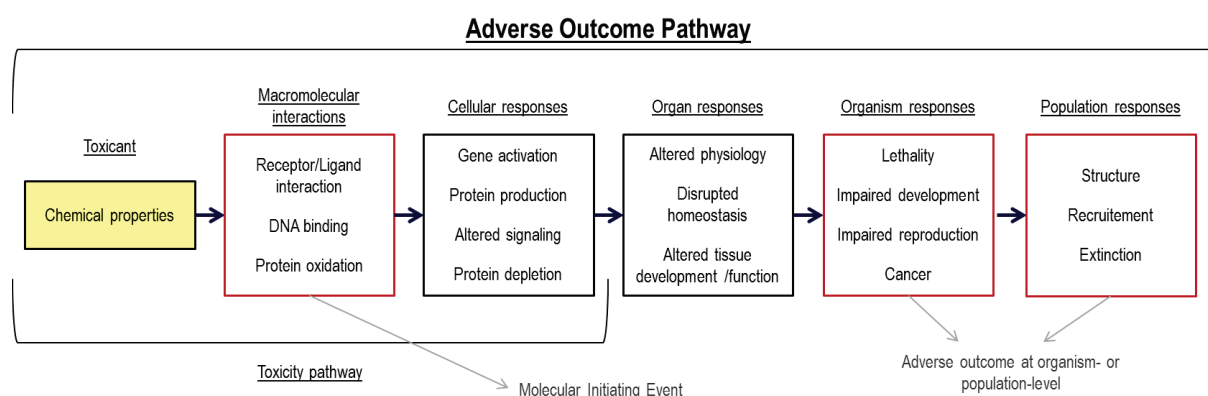 Adverse Outcome Pathway
Toxicant
Chemical properties
Macromolecular
interactions
Receptor/Ligand
interaction
DNA binding
Protein oxidation
Cellular responses
Gene activation
Protein production
Altered signaling
Protein depletion
Organ responses
Altered physiology
Disrupted
homeostasis
Altered tissue
development /function
Organism responses
Lethality
Impaired development
Impaired reproduction
Cancer
Population responses
Structure
Recruitement
Extinction
Toxicity pathway
Molecular Initiating Event
Adverse outcome at organism- or
population-level